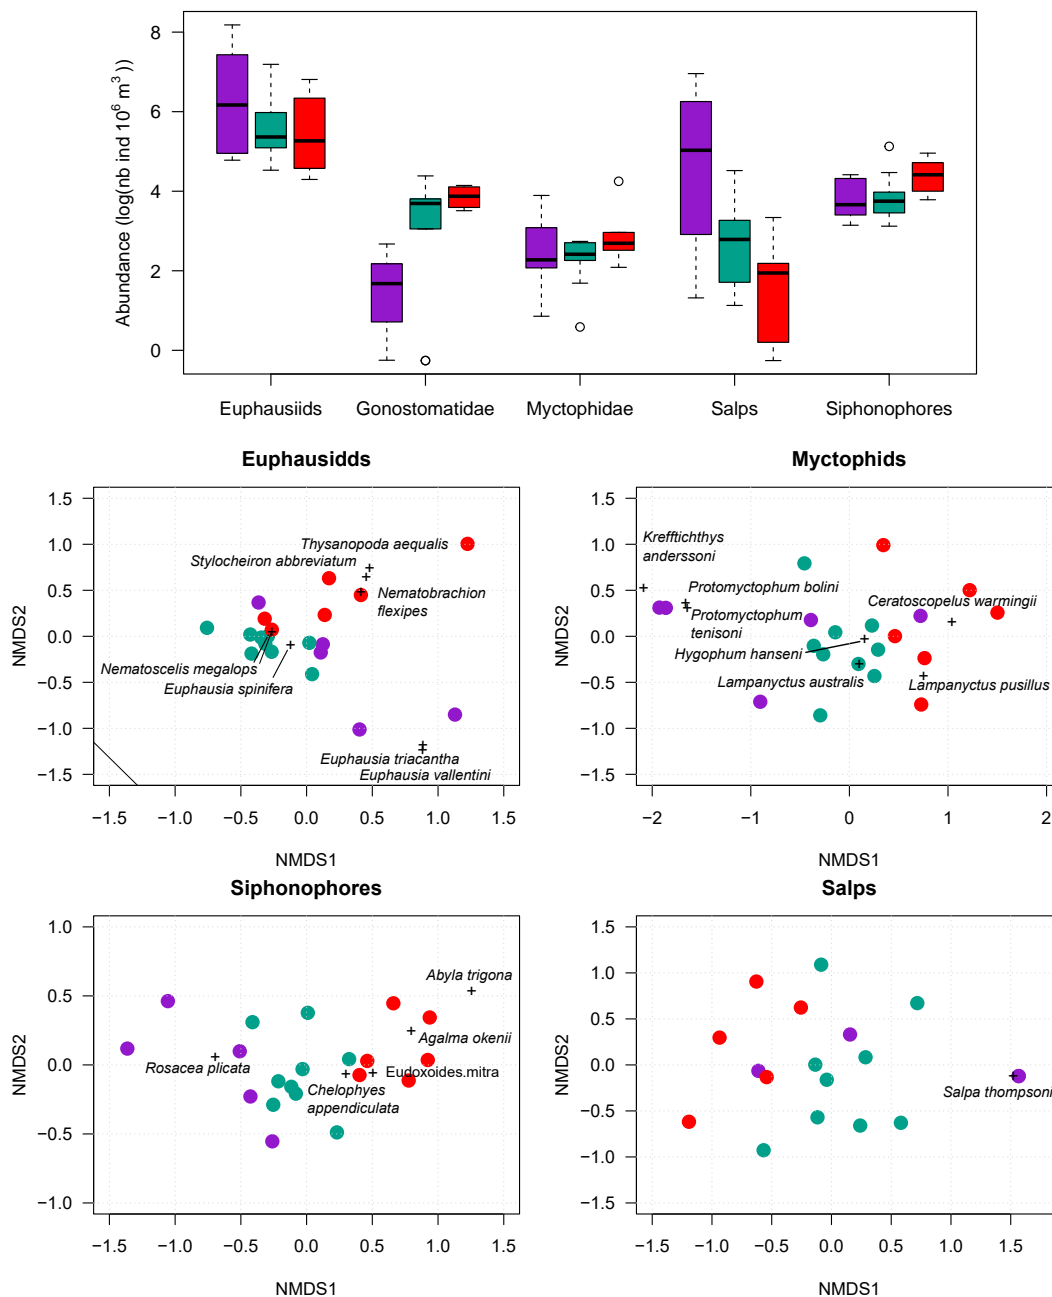 Abundance (log(nb ind 10⁶ m³ ))
8
6
4
2
0
Euphausiids Gonostomatidae Myctophidae Salps Siphonophores
Euphausidds
NMDS2
1.5
1.0
0.5
0.0
−0.5
−1.0
−1.5
Thysanopoda aequalis
Stylocheiron abbreviatum
Nematobrachion
flexipes
Nematoscelis megalops
Euphausia spinifera
Euphausia triacantha
Euphausia vallentini
−1.5 −1.0 −0.5 0.0 0.5 1.0 1.5
NMDS1
Myctophids
NMDS2
1.5
1.0
0.5
0.0
−0.5
−1.0
−1.5
Krefftichthys
anderssoni
Protomyctophum bolini
Ceratoscopelus warmingii
Protomyctophum
tenisoni
Hygophum hanseni
Lampanyctus australis
Lampanyctus pusillus
−2 −1 0 1 2
NMDS1
Siphonophores
NMDS2
1.0
0.5
0.0
−0.5
−1.0
Abyla trigona
Agalma okenii
Rosacea plicata
Eudoxoides.mitra
Chelophyes
appendiculata
−1.5 −1.0 −0.5 0.0 0.5 1.0 1.5
NMDS1
Salps
NMDS2
1.5
1.0
0.5
0.0
−0.5
−1.0
−1.5
Salpa thompsoni
−1.5 −1.0 −0.5 0.0 0.5 1.0 1.5
NMDS1